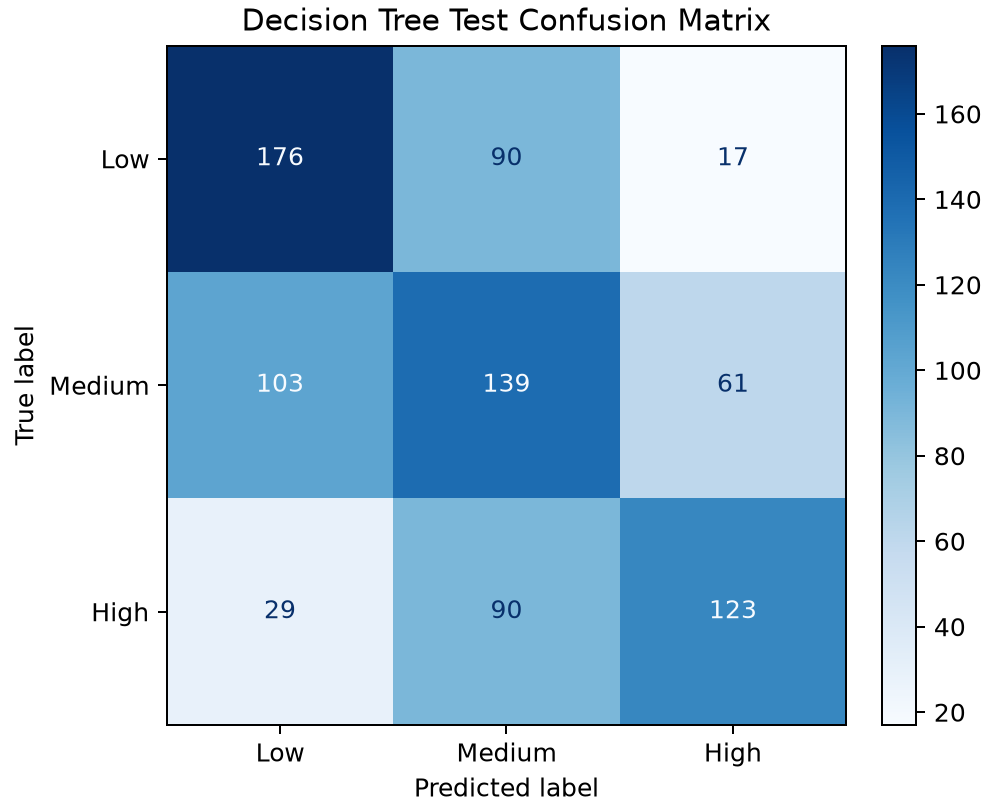 Decision Tree Test Confusion Matrix
True label
Low
Medium
High
176 90 17
103 139 61
29 90 123
Low Medium High
Predicted label
160
140
120
100
80
60
40
20